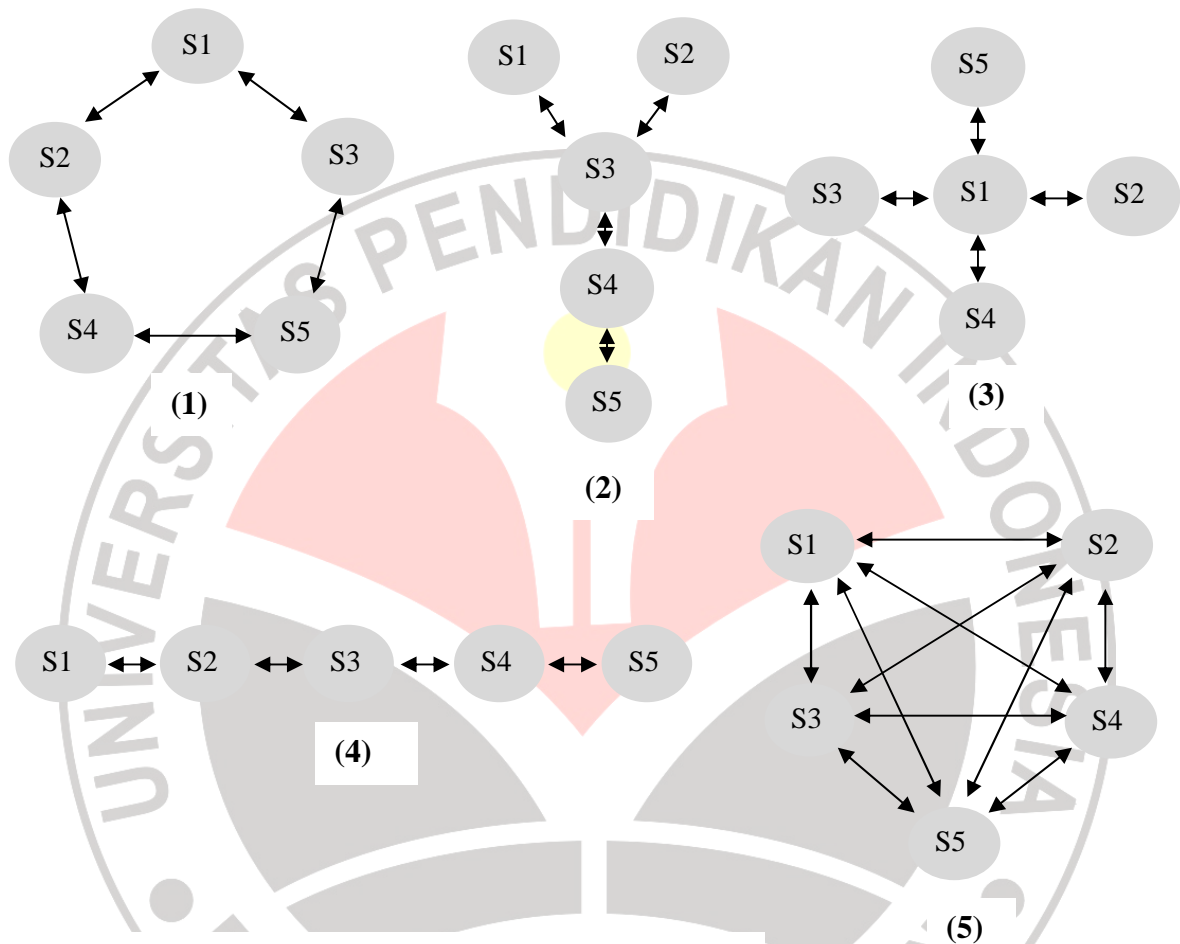 S1
S2
S3
S4
S5
(1)
S1
S2
S3
S4
S5
(2)
S5
S3
S1
S2
S4
(3)
S1
S2
S3
S4
S5
(4)
S1
S2
S3
S4
S5
(5)
UNIVERSITAS PENDIDIKAN INDONESIA